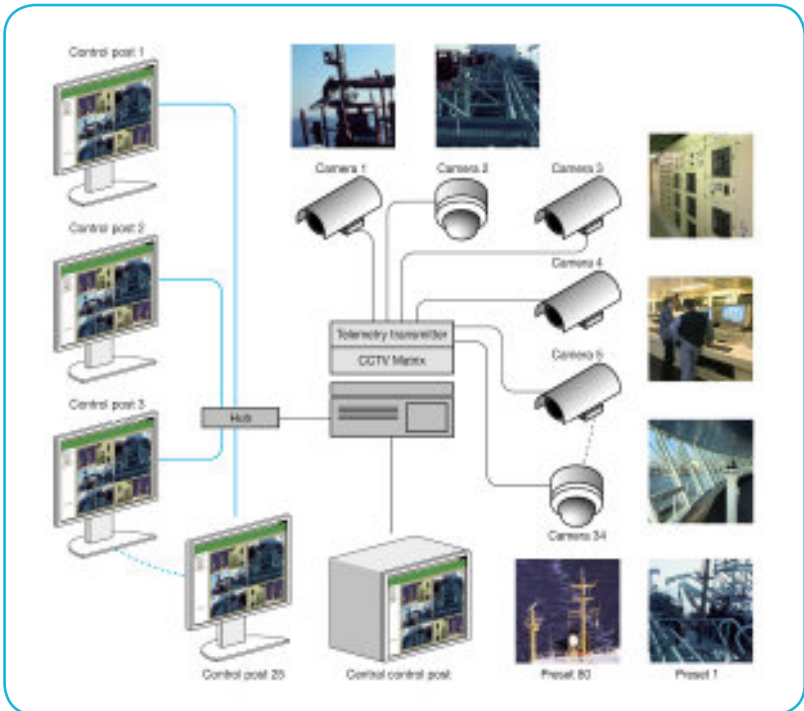 Control post 1
Camera 1
Camera 2
Camera 3
Control post 2
Camera 4
Telemetry transmitter
CCTV Matrix
Camera 5
Control post 3
Hub
Camera 34
Control post 25
Central control post
Preset 80
Preset 1